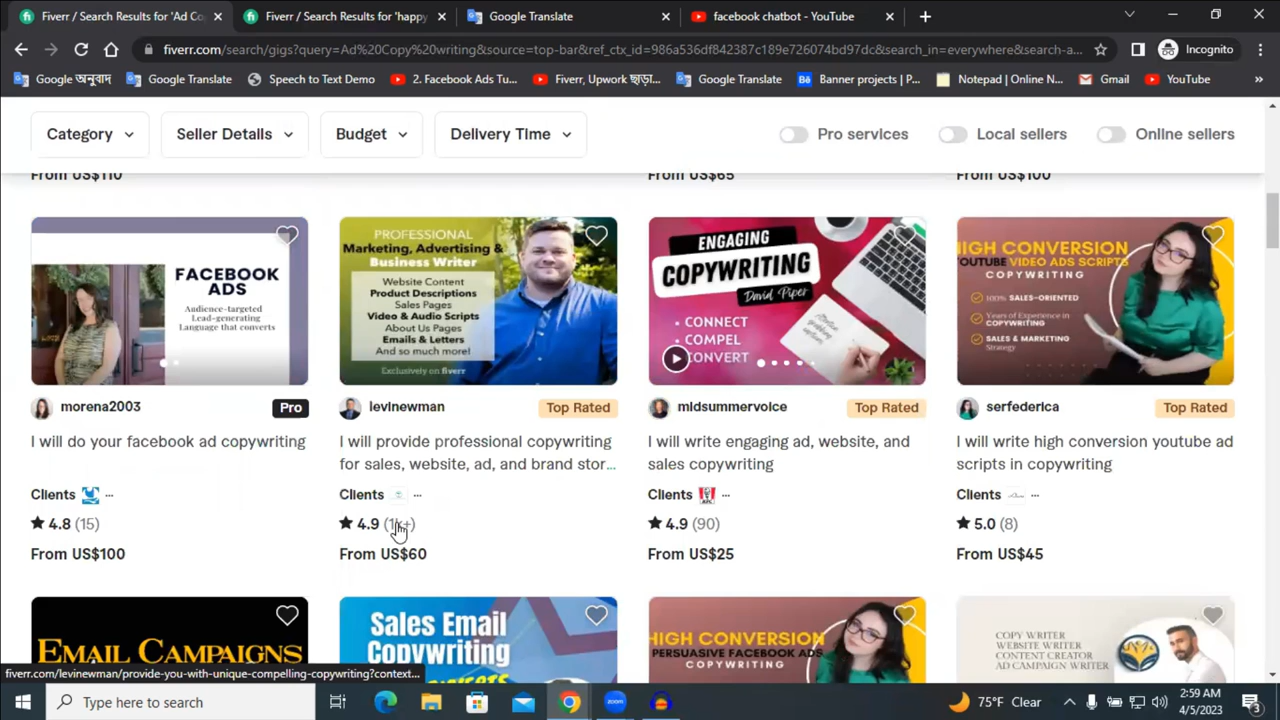 Fiverr / Search Results for 'Ad Co
Fiverr / Search Results for 'happy
Google Translate
facebook chatbot - YouTube
fiverr.com/search/gigs?query=Ad%20Copy%20writing&source=top-bar&ref_ctx_id=986a536df842387c189e726074bd97dc&search_in=everywhere&search-a...
Incognito
Google অনুবাদ
Google Translate
Speech to Text Demo
2. Facebook Ads Tu...
Fiverr, Upwork ছাড়া...
Google Translate
Banner projects | P...
Notepad | Online N...
Gmail
YouTube
»
Category
Seller Details
Budget
Delivery Time
Pro services
Local sellers
Online sellers
From US$110
From US$65
From US$100
FACEBOOK
ADS
Audience-targeted
Lead-generating
Language that converts
PROFESSIONAL
Marketing, Advertising &
Business Writer
Website Content
Product Descriptions
Sales Pages
Video & Audio Scripts
About Us Pages
Emails & Letters
And so much more!
Exclusively on fiverr
ENGAGING
COPYWRITING
David Piper
• CONNECT
• COMPEL
CONVERT
HIGH CONVERSION
YOUTUBE VIDEO ADS SCRIPTS
COPYWRITING
100% SALES-ORIENTED
Years of Experience in
COPYWRITING
SALES & MARKETING
Strategy
morena2003
Pro
levinewman
Top Rated
midsummervoice
Top Rated
serfederica
Top Rated
I will do your facebook ad copywriting
I will provide professional copywriting
for sales, website, ad, and brand stor...
I will write engaging ad, website, and
sales copywriting
I will write high conversion youtube ad
scripts in copywriting
Clients ...
Clients ...
Clients KFC ...
Clients ...
4.8 (15)
4.9 (1k+)
4.9 (90)
5.0 (8)
From US$100
From US$60
From US$25
From US$45
EMAIL CAMPAIGNS
Sales Email
Copywriting
HIGH CONVERSION
PERSUASIVE FACEBOOK ADS
COPYWRITING
COPY WRITER
WEBSITE WRITER
CONTENT CREATOR
AD CAMPAIGN WRITER
fiverr.com/levinewman/provide-you-with-unique-compelling-copywriting?context...
Type here to search
zoom
75°F Clear
2:59 AM
4/5/2023
3